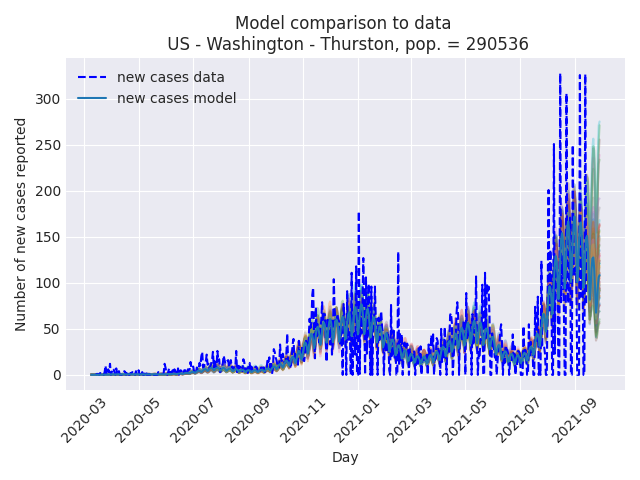 Model comparison to data
US - Washington - Thurston, pop. = 290536
new cases data
new cases model
Number of new cases reported
300
250
200
150
100
50
0
2020-03
2020-05
2020-07
2020-09
2020-11
2021-01
2021-03
2021-05
2021-07
2021-09
Day